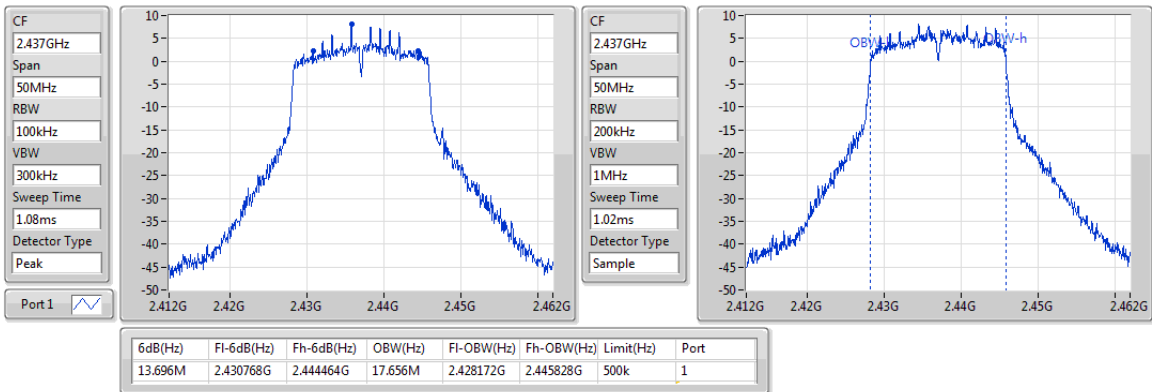 CF
2.437GHz
Span
50MHz
RBW
100kHz
VBW
300kHz
Sweep Time
1.08ms
Detector Type
Peak
Port 1
10
5
0
-5
-10
-15
-20
-25
-30
-35
-40
-45
-50
2.412G 2.42G 2.43G 2.44G 2.45G 2.462G
CF
2.437GHz
Span
50MHz
RBW
200kHz
VBW
1MHz
Sweep Time
1.02ms
Detector Type
Sample
10
5
0
-5
-10
-15
-20
-25
-30
-35
-40
-45
-50
OBW-h
2.412G 2.42G 2.43G 2.44G 2.45G 2.462G
6dB(Hz) Fl-6dB(Hz) Fh-6dB(Hz) OBW(Hz) Fl-OBW(Hz) Fh-OBW(Hz) Limit(Hz) Port
13.696M 2.430768G 2.444464G 17.656M 2.428172G 2.445828G 500k 1